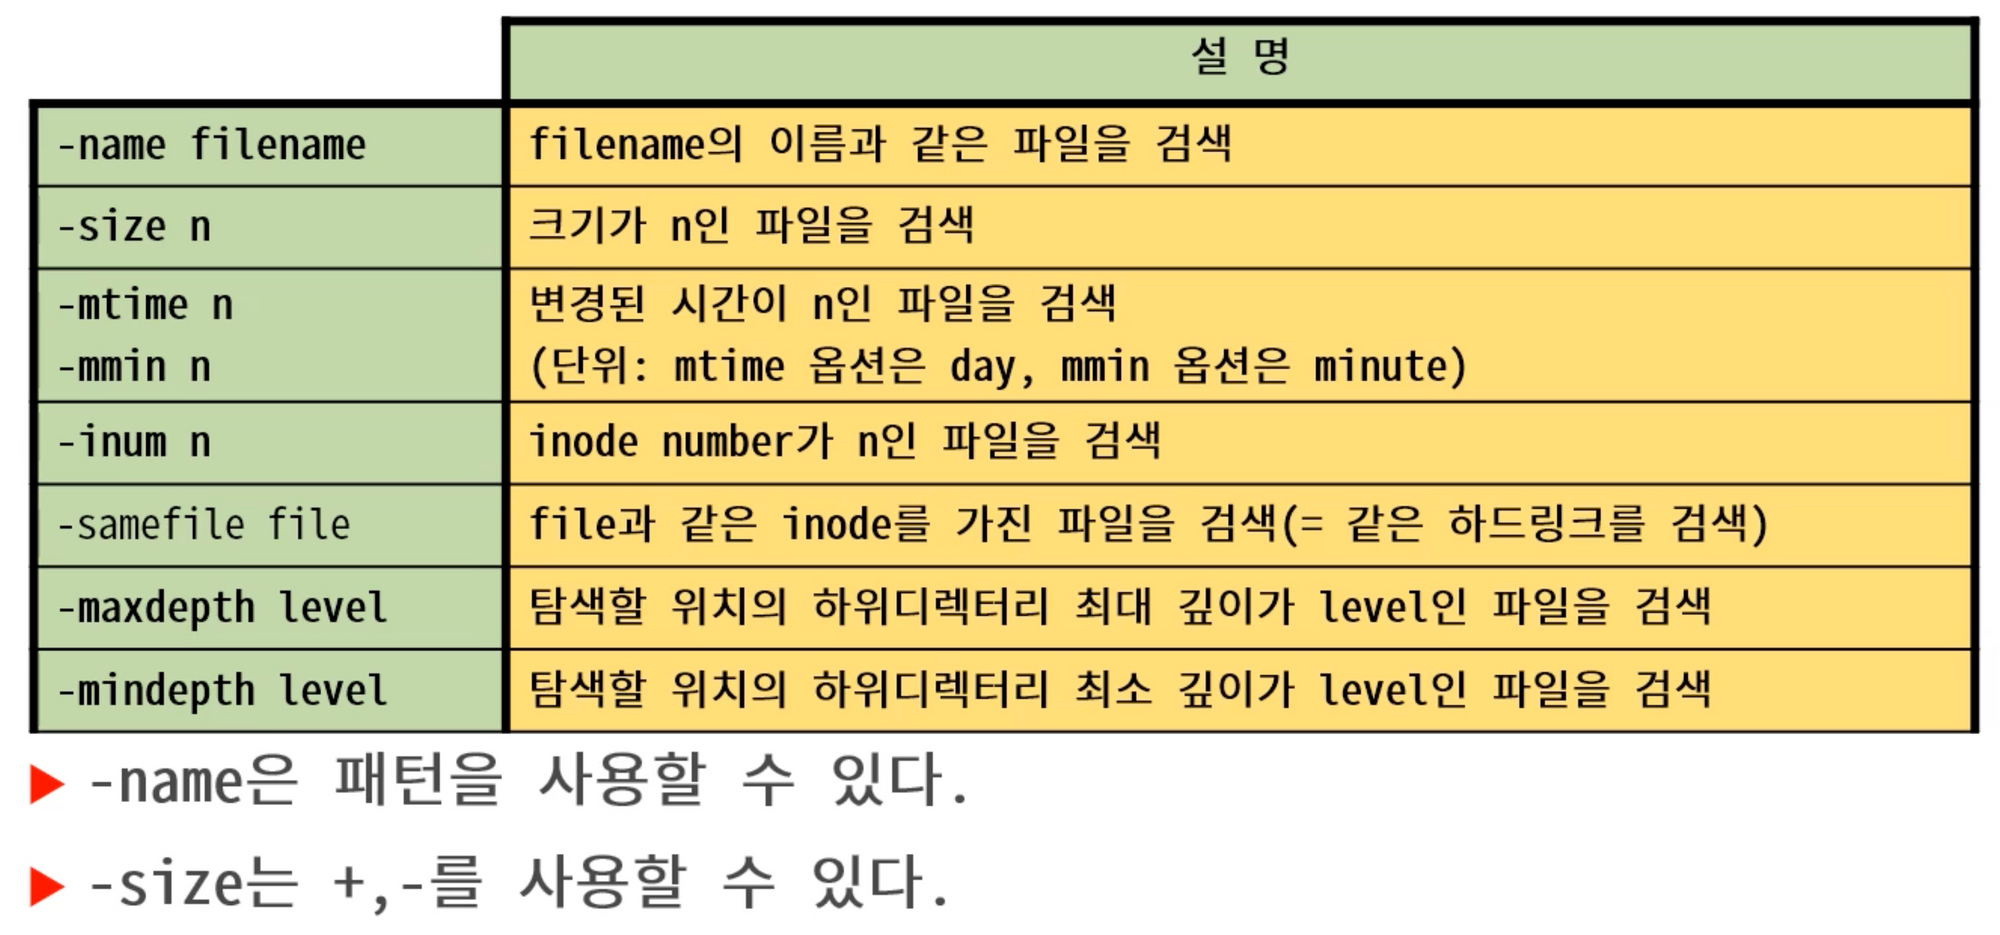 설 명
-name filename
filename의 이름과 같은 파일을 검색
-size n
크기가 n인 파일을 검색
-mtime n
변경된 시간이 n인 파일을 검색
-mmin n
(단위: mtime 옵션은 day, mmin 옵션은 minute)
-inum n
inode number가 n인 파일을 검색
-samefile file
file과 같은 inode를 가진 파일을 검색(= 같은 하드링크를 검색)
-maxdepth level
탐색할 위치의 하위디렉터리 최대 깊이가 level인 파일을 검색
-mindepth level
탐색할 위치의 하위디렉터리 최소 깊이가 level인 파일을 검색
▶ -name은 패턴을 사용할 수 있다.
▶ -size는 +,-를 사용할 수 있다.